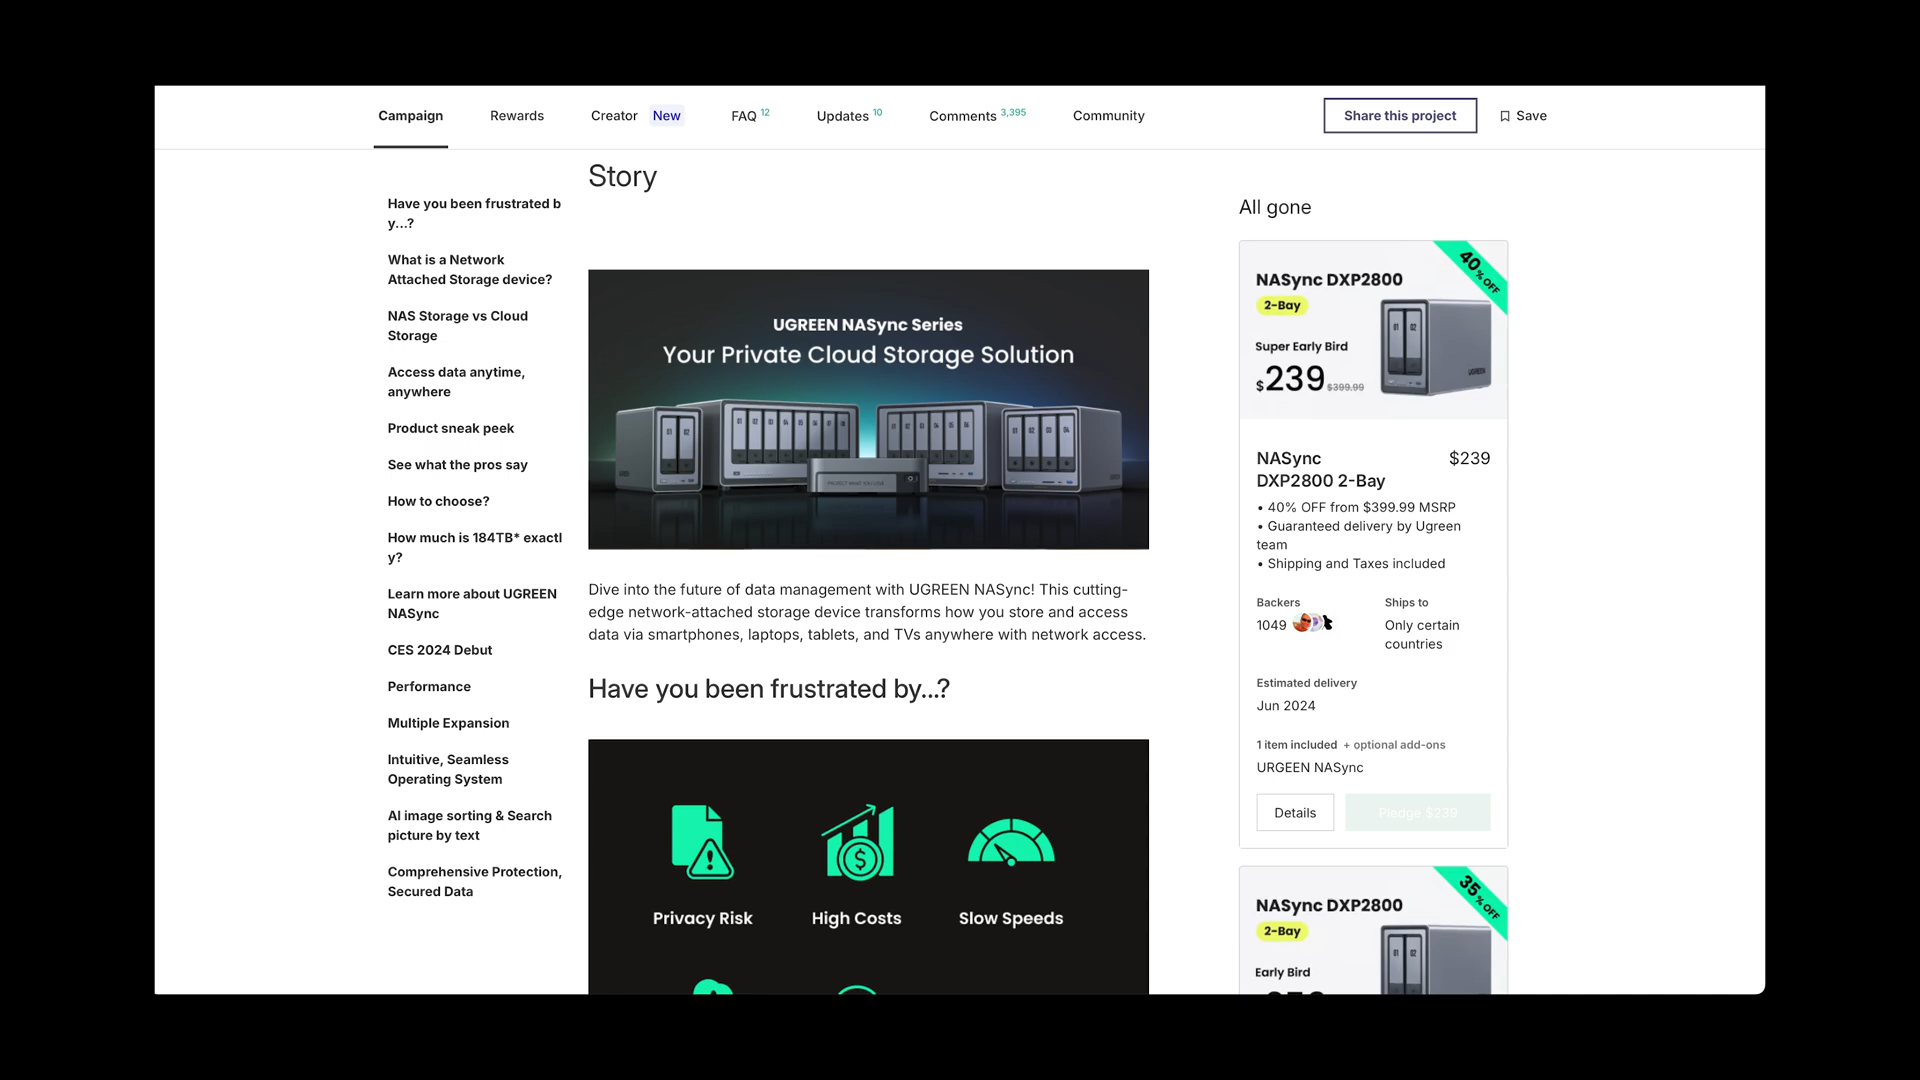 Campaign
Rewards
Creator New
FAQ 12
Updates 10
Comments 3,395
Community
Share this project
Save
Have you been frustrated b
y...?
What is a Network
Attached Storage device?
NAS Storage vs Cloud
Storage
Access data anytime,
anywhere
Product sneak peek
See what the pros say
How to choose?
How much is 184TB* exactl
y?
Learn more about UGREEN
NASync
CES 2024 Debut
Performance
Multiple Expansion
Intuitive, Seamless
Operating System
AI image sorting & Search
picture by text
Comprehensive Protection,
Secured Data
Story
UGREEN NASync Series
Your Private Cloud Storage Solution
Dive into the future of data management with UGREEN NASync! This cutting-
edge network-attached storage device transforms how you store and access
data via smartphones, laptops, tablets, and TVs anywhere with network access.
Have you been frustrated by...?
Privacy Risk
High Costs
Slow Speeds
All gone
NASync DXP2800
40% OFF
2-Bay
Super Early Bird
$239 $399.99
01 02
UGREEN
NASync
DXP2800 2-Bay
$239
• 40% OFF from $399.99 MSRP
• Guaranteed delivery by Ugreen
team
• Shipping and Taxes included
Backers
1049
Ships to
Only certain
countries
Estimated delivery
Jun 2024
1 item included + optional add-ons
URGEEN NASync
Details
Pledge $239
NASync DXP2800
35% OFF
2-Bay
Early Bird
01 02